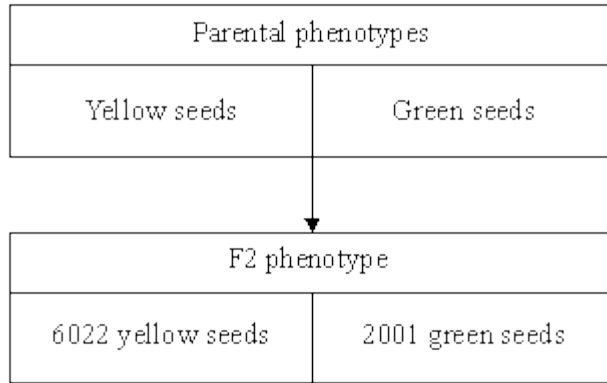 Parental phenotypes
Yellow seeds
Green seeds
F2 phenotype
6022 yellow seeds
2001 green seeds